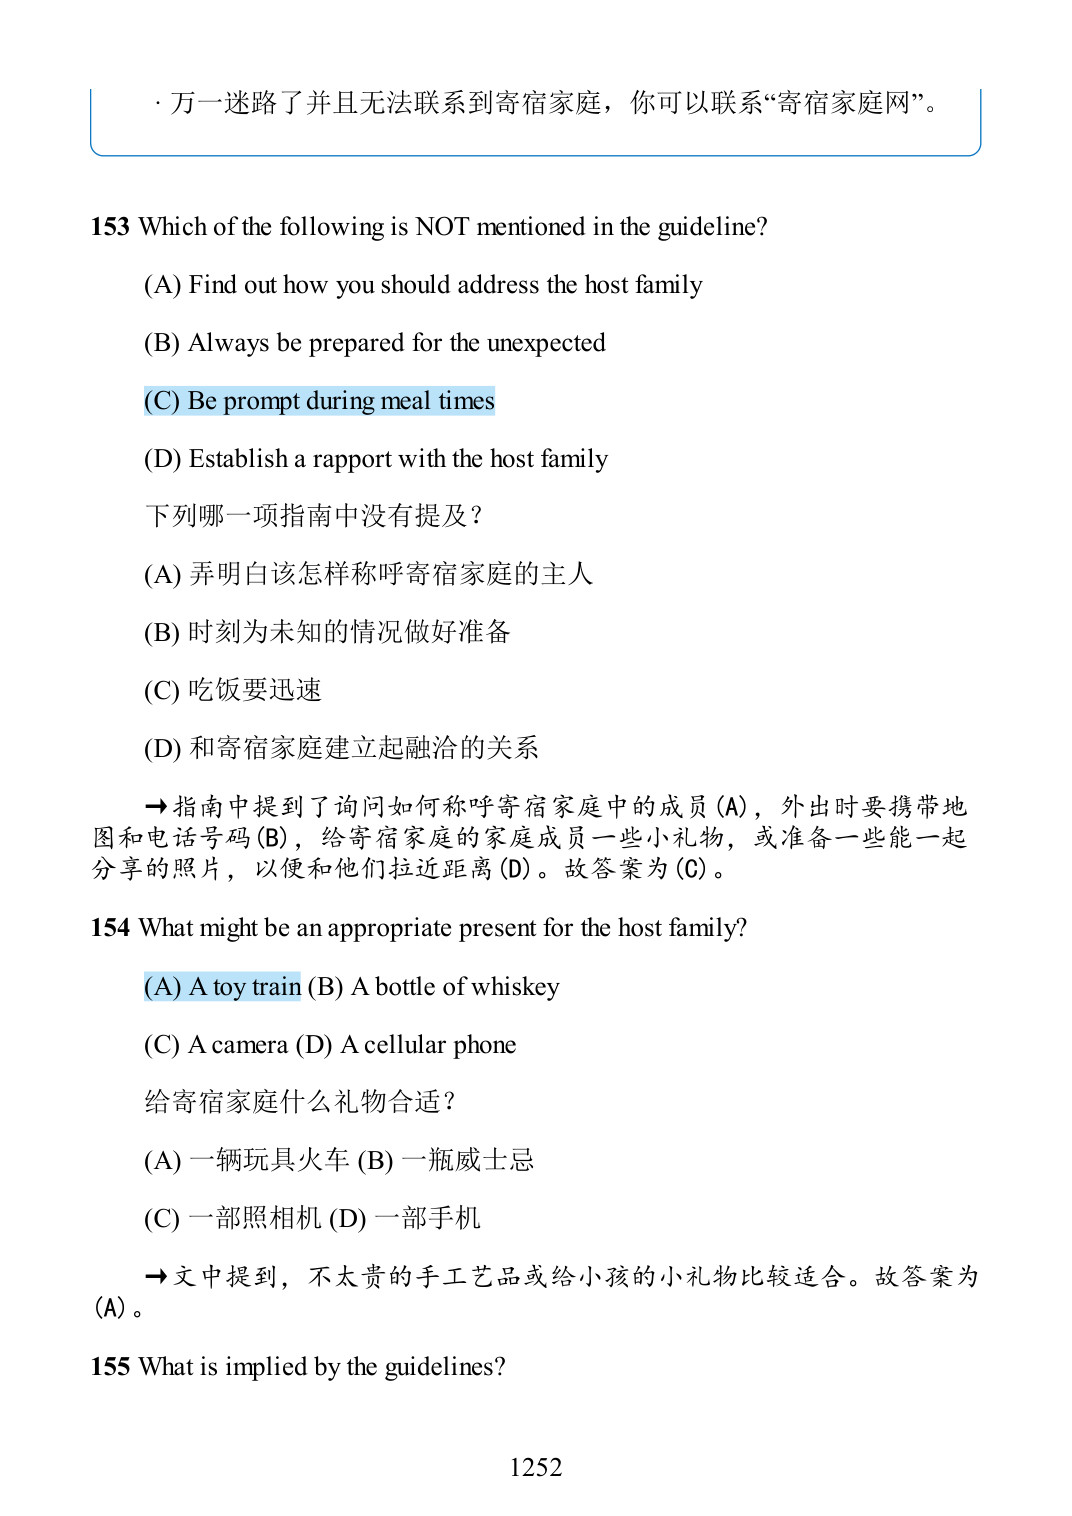 · 万一迷路了并且无法联系到寄宿家庭，你可以联系“寄宿家庭网”。
153 Which of the following is NOT mentioned in the guideline?
(A) Find out how you should address the host family
(B) Always be prepared for the unexpected
(C) Be prompt during meal times
(D) Establish a rapport with the host family
下列哪一项指南中没有提及？
(A) 弄明白该怎样称呼寄宿家庭的主人
(B) 时刻为未知的情况做好准备
(C) 吃饭要迅速
(D) 和寄宿家庭建立起融洽的关系
→指南中提到了询问如何称呼寄宿家庭中的成员(A)，外出时要携带地
图和电话号码(B)，给寄宿家庭的家庭成员一些小礼物，或准备一些能一起
分享的照片，以便和他们拉近距离(D)。故答案为(C)。
154 What might be an appropriate present for the host family?
(A) A toy train (B) A bottle of whiskey
(C) A camera (D) A cellular phone
给寄宿家庭什么礼物合适？
(A) 一辆玩具火车 (B) 一瓶威士忌
(C) 一部照相机 (D) 一部手机
→文中提到，不太贵的手工艺品或给小孩的小礼物比较适合。故答案为
(A)。
155 What is implied by the guidelines?
1252